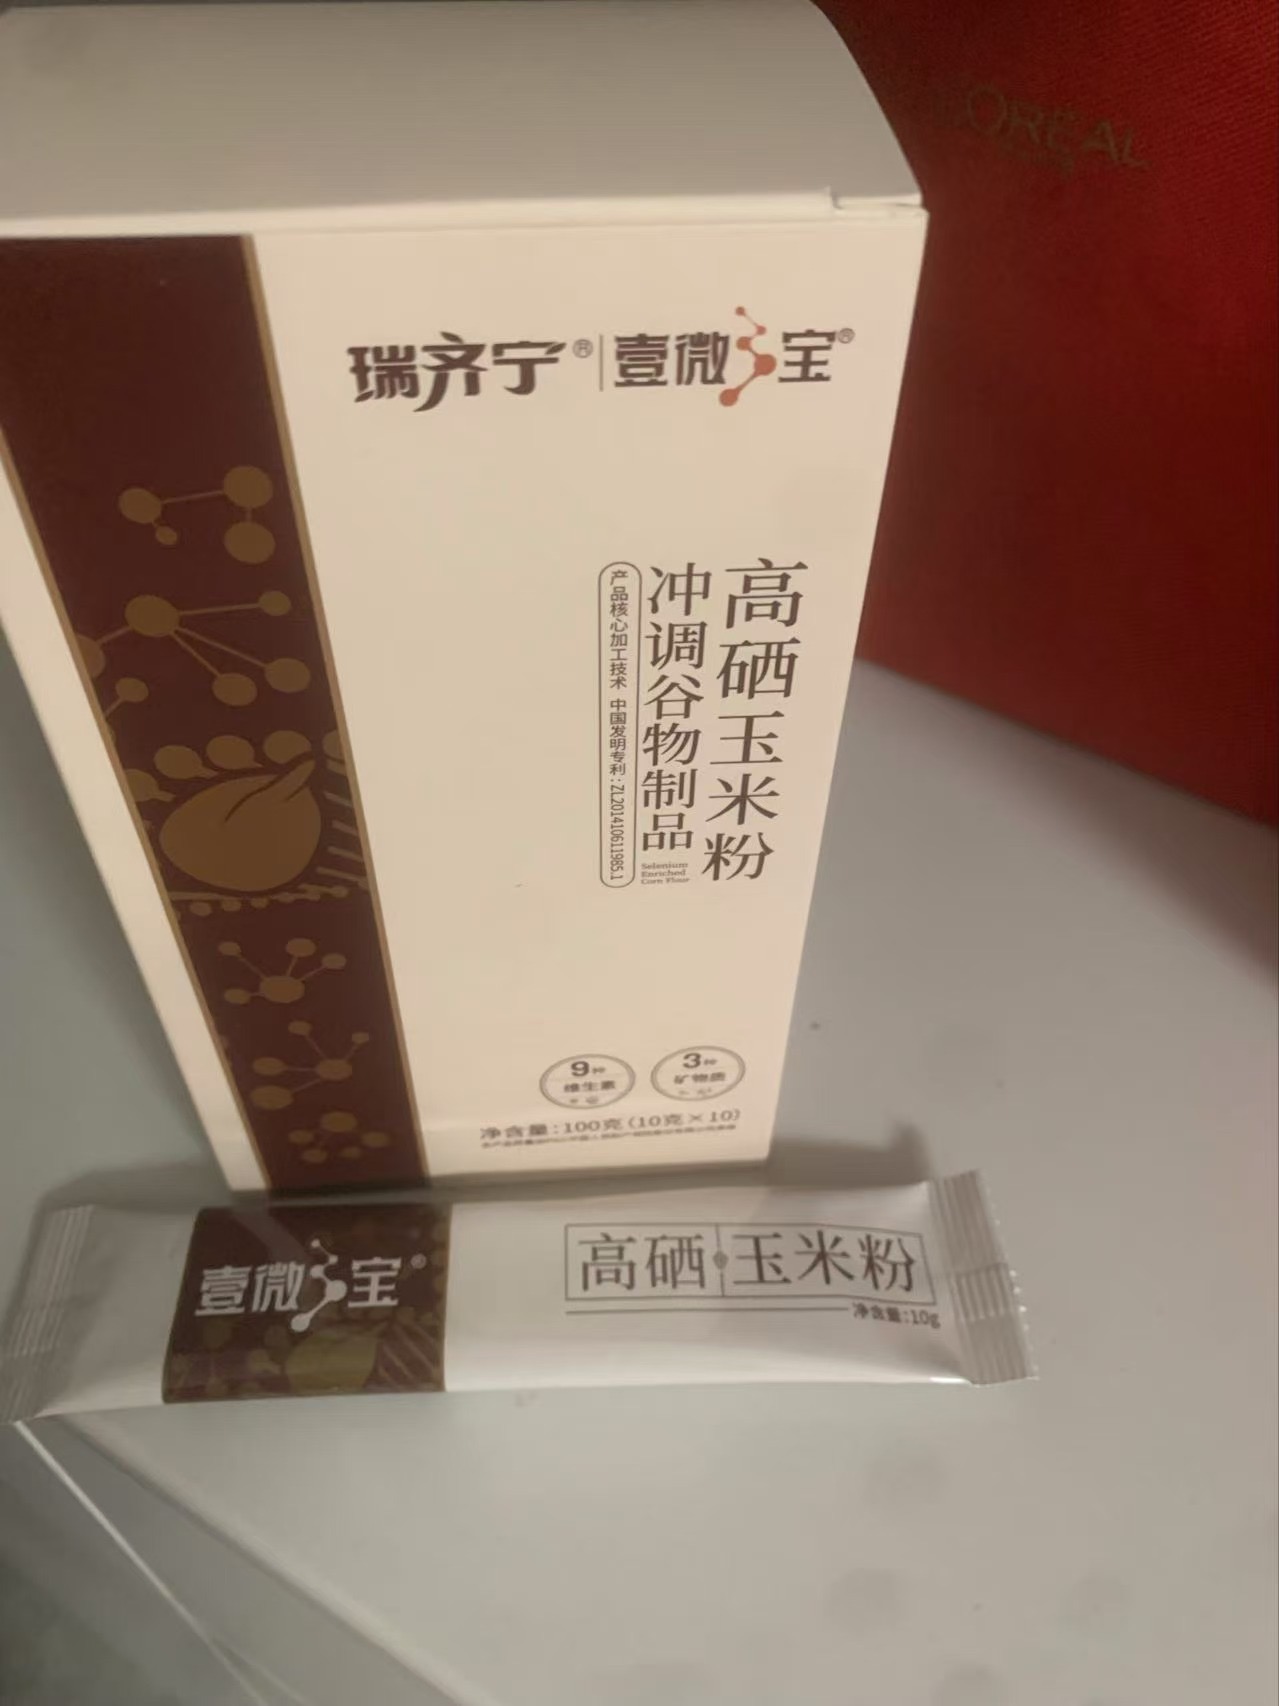 L'ORÉAL
瑞齐宁®|壹微宝®
高硒玉米粉
冲调谷物制品
Selenium
Enriched
Corn Flour
产品核心加工技术 中国发明专利:ZL201410611985.1
9种
维生素
3种
矿物质
净含量:100克(10克×10)
壹微宝®
高硒玉米粉
净含量:10g